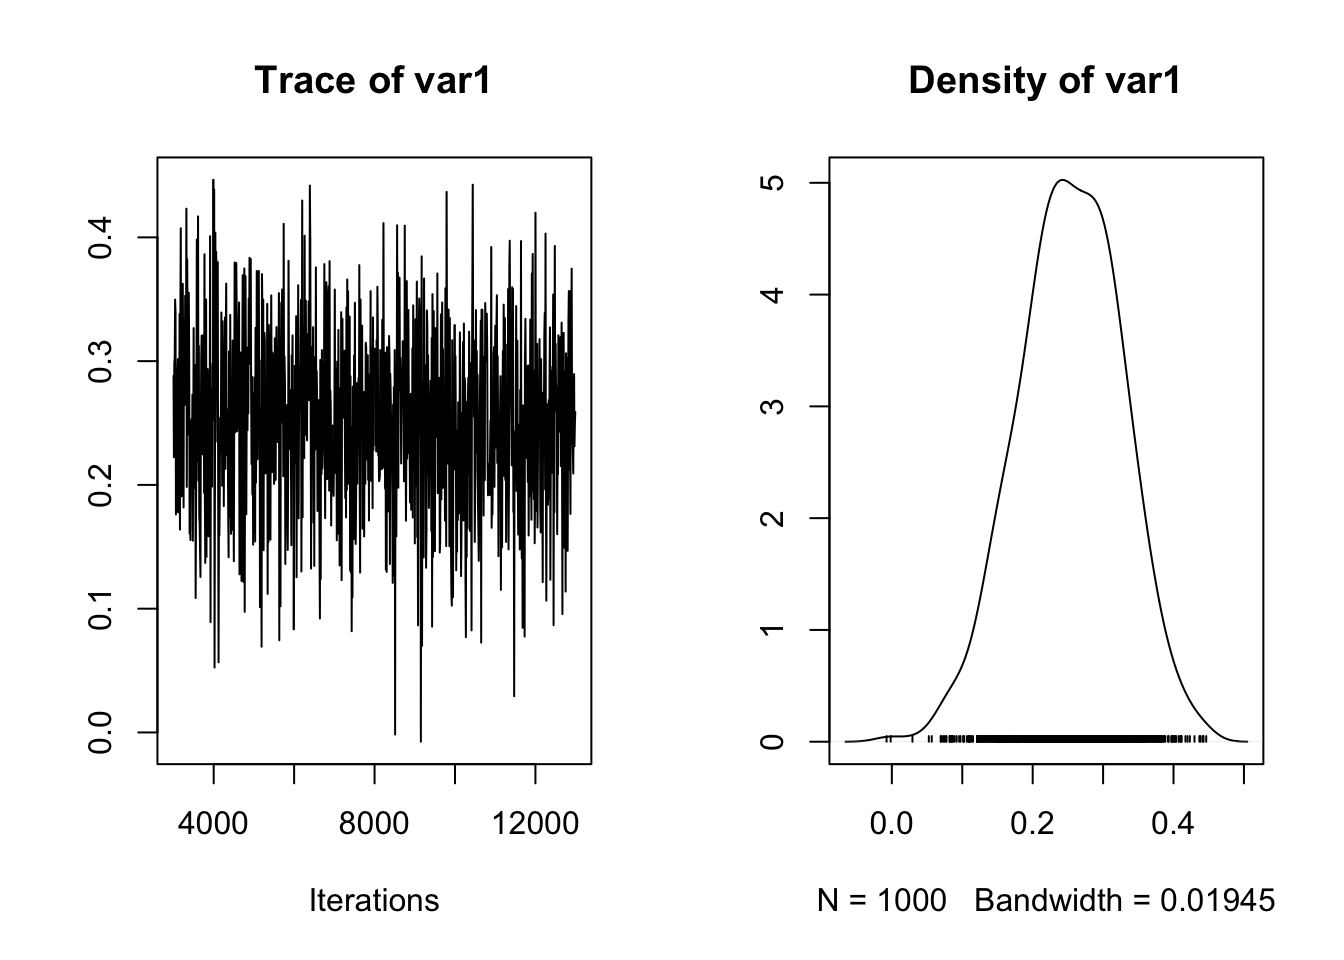 Trace of var1
0.4
0.3
0.2
0.1
0.0
4000 8000 12000
Iterations
Density of var1
5
4
3
2
1
0
0.0 0.2 0.4
N = 1000 Bandwidth = 0.01945